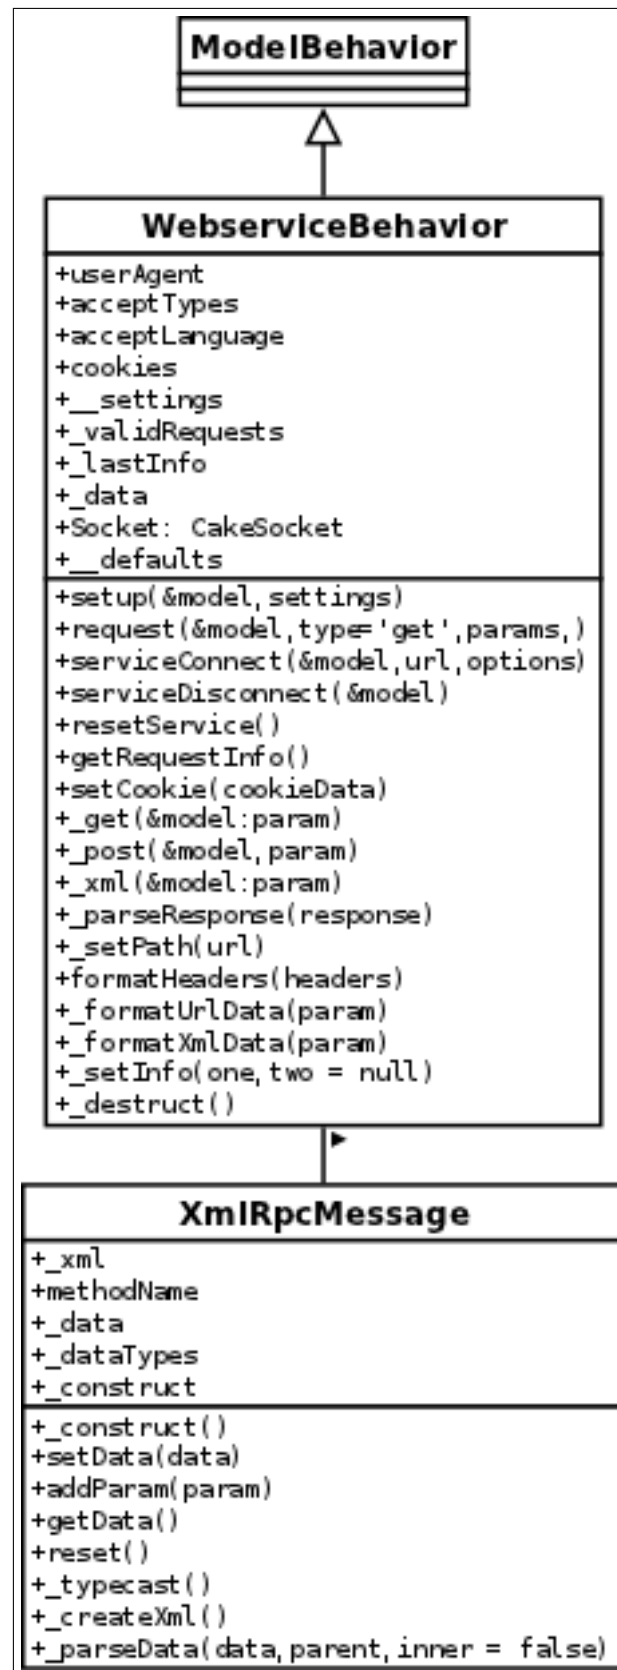 ModelBehavior
WebserviceBehavior
+userAgent
+acceptTypes
+acceptLanguage
+cookies
+__settings
+_validRequests
+_lastInfo
+_data
+Socket: CakeSocket
+__defaults
+setup(&model,settings)
+request(&model,type='get',params,)
+serviceConnect(&model,url,options)
+serviceDisconnect(&model)
+resetService()
+getRequestInfo()
+setCookie(cookieData)
+_get(&model:param)
+_post(&model,param)
+_xml(&model:param)
+_parseResponse(response)
+_setPath(url)
+formatHeaders(headers)
+_formatUrlData(param)
+_formatXmlData(param)
+_setInfo(one,two = null)
+_destruct()
XmlRpcMessage
+_xml
+methodName
+_data
+_dataTypes
+_construct
+_construct()
+setData(data)
+addParam(param)
+getData()
+reset()
+_typecast()
+_createXml()
+_parseData(data,parent,inner = false)